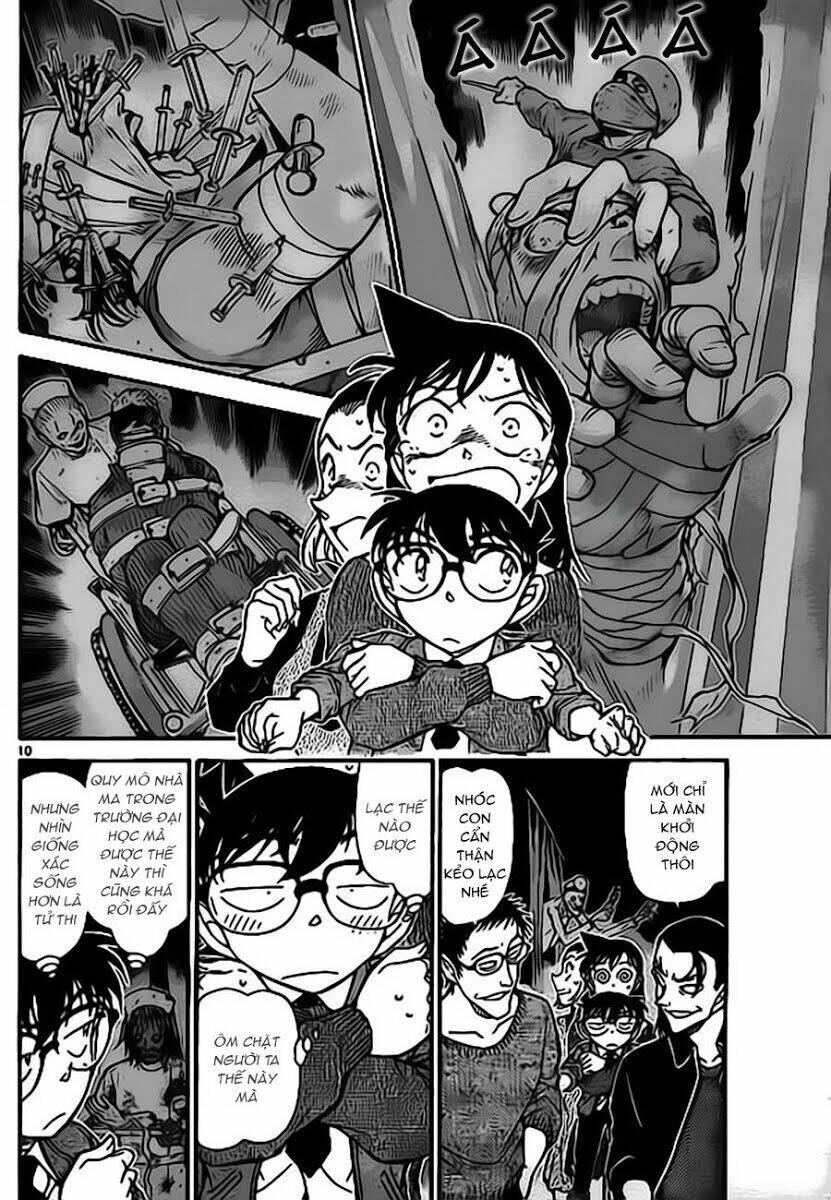 Á Á Á Á
10
MỚI CHỈ
LÀ MÀN
KHỞI
ĐỘNG
THÔI
NHÓC
CON
CẨN
THẬN
KẺO LẠC
NHÉ
LẠC THẾ
NÀO
ĐƯỢC
ÔM CHẶT
NGƯỜI TA
THẾ NÀY
MÀ
QUY MÔ NHÀ
MA TRONG
TRƯỜNG ĐẠI
HỌC MÀ
ĐƯỢC THẾ
NÀY THÌ
CŨNG KHÁ
RỒI ĐẤY
NHƯNG
NHÌN
GIỐNG
XÁC
SỐNG
HƠN LÀ
TỬ THI